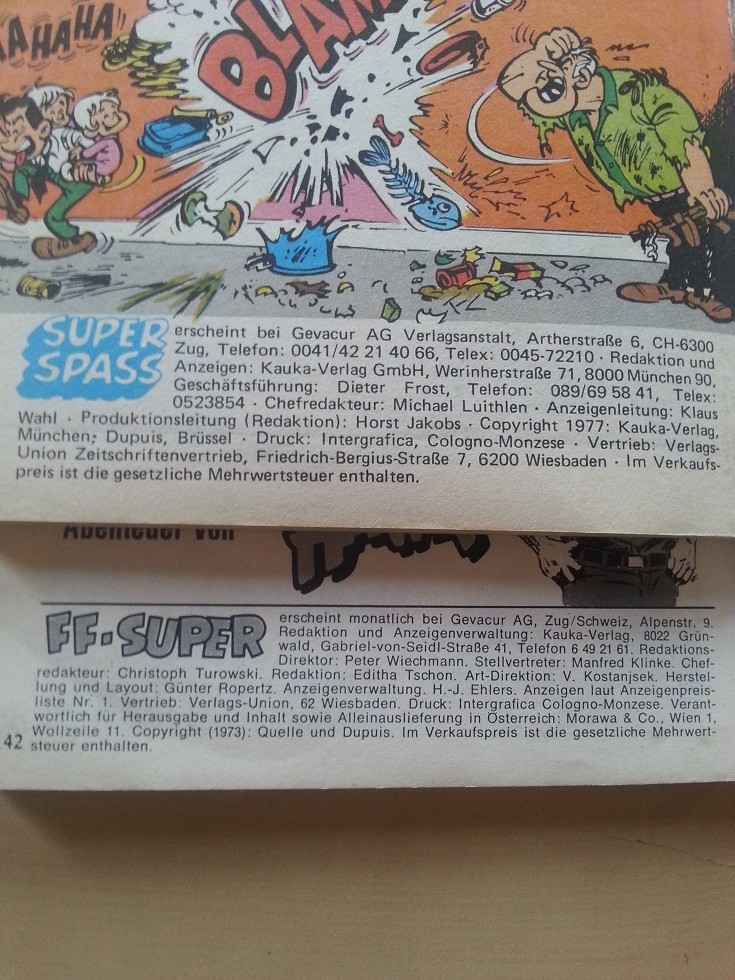 AHAHA
BLAM
SUPER SPASS
erscheint bei Gevacur AG Verlagsanstalt, Artherstraße 6, CH-6300
Zug, Telefon: 0041/42 21 40 66, Telex: 0045-72210 · Redaktion und
Anzeigen: Kauka-Verlag GmbH, Werinherstraße 71, 8000 München 90,
Geschäftsführung: Dieter Frost, Telefon: 089/69 58 41, Telex:
0523854 · Chefredakteur: Michael Luithlen · Anzeigenleitung: Klaus
Wahl · Produktionsleitung (Redaktion): Horst Jakobs · Copyright 1977: Kauka-Verlag,
München; Dupuis, Brüssel · Druck: Intergrafica, Cologno-Monzese · Vertrieb: Verlags-
Union Zeitschriftenvertrieb, Friedrich-Bergius-Straße 7, 6200 Wiesbaden · Im Verkaufs-
preis ist die gesetzliche Mehrwertsteuer enthalten.
Abenteuer von
FF-SUPER
erscheint monatlich bei Gevacur AG, Zug/Schweiz, Alpenstr. 9.
Redaktion und Anzeigenverwaltung: Kauka-Verlag, 8022 Grün-
wald, Gabriel-von-Seidl-Straße 41, Telefon 6 49 21 61. Redaktions-
Direktor: Peter Wiechmann. Stellvertreter: Manfred Klinke. Chef-
redakteur: Christoph Turowski. Redaktion: Editha Tschon. Art-Direktion: V. Kostanjsek. Herstel-
lung und Layout: Günter Ropertz. Anzeigenverwaltung. H.-J. Ehlers. Anzeigen laut Anzeigenpreis-
liste Nr. 1. Vertrieb: Verlags-Union, 62 Wiesbaden. Druck: Intergrafica Cologno-Monzese. Verant-
wortlich für Herausgabe und Inhalt sowie Alleinauslieferung in Österreich: Morawa & Co., Wien 1,
Wollzeile 11. Copyright (1973): Quelle und Dupuis. Im Verkaufspreis ist die gesetzliche Mehrwert-
42 steuer enthalten.